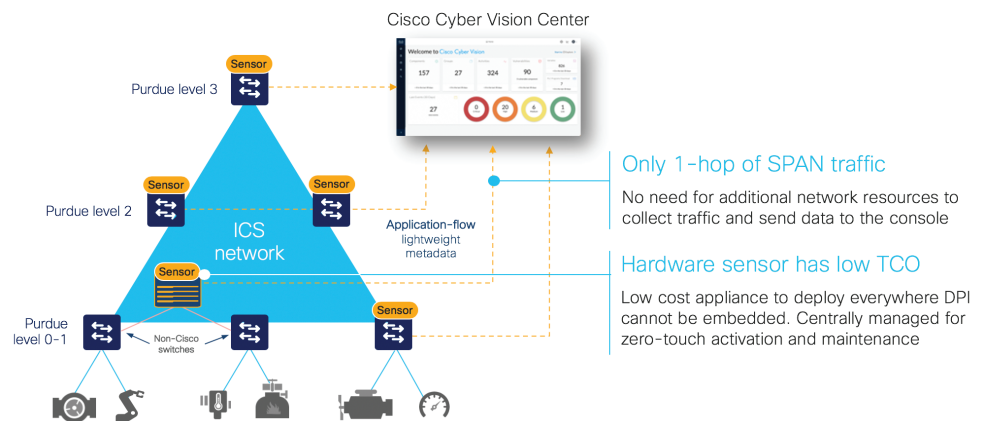 Cisco Cyber Vision Center
Welcome to Cisco Cyber Vision
157
27
324
90
27
0
20
6
1
Sensor
Purdue level 3
Sensor
Sensor
Purdue level 2
ICS
network
Application-flow
lightweight
metadata
Sensor
Sensor
Purdue
level 0-1
Non-Cisco
switches
Only 1-hop of SPAN traffic
No need for additional network resources to
collect traffic and send data to the console
Hardware sensor has low TCO
Low cost appliance to deploy everywhere DPI
cannot be embedded. Centrally managed for
zero-touch activation and maintenance